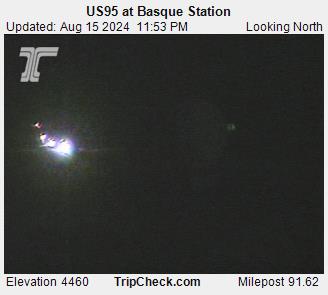 US95 at Basque Station
Updated: Aug 15 2024 11:53 PM Looking North
Elevation 4460 TripCheck.com Milepost 91.62